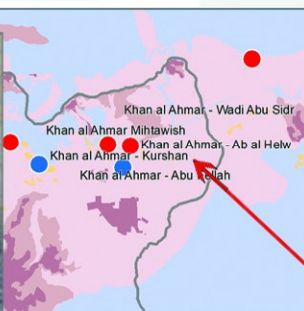 Khan al Ahmar - Wadi Abu Sidr
Khan al Ahmar Mihtawish
Khan al Ahmar - Ab al Helw
Khan al Ahmar - Kurshan
Khan al Ahmar - Abu